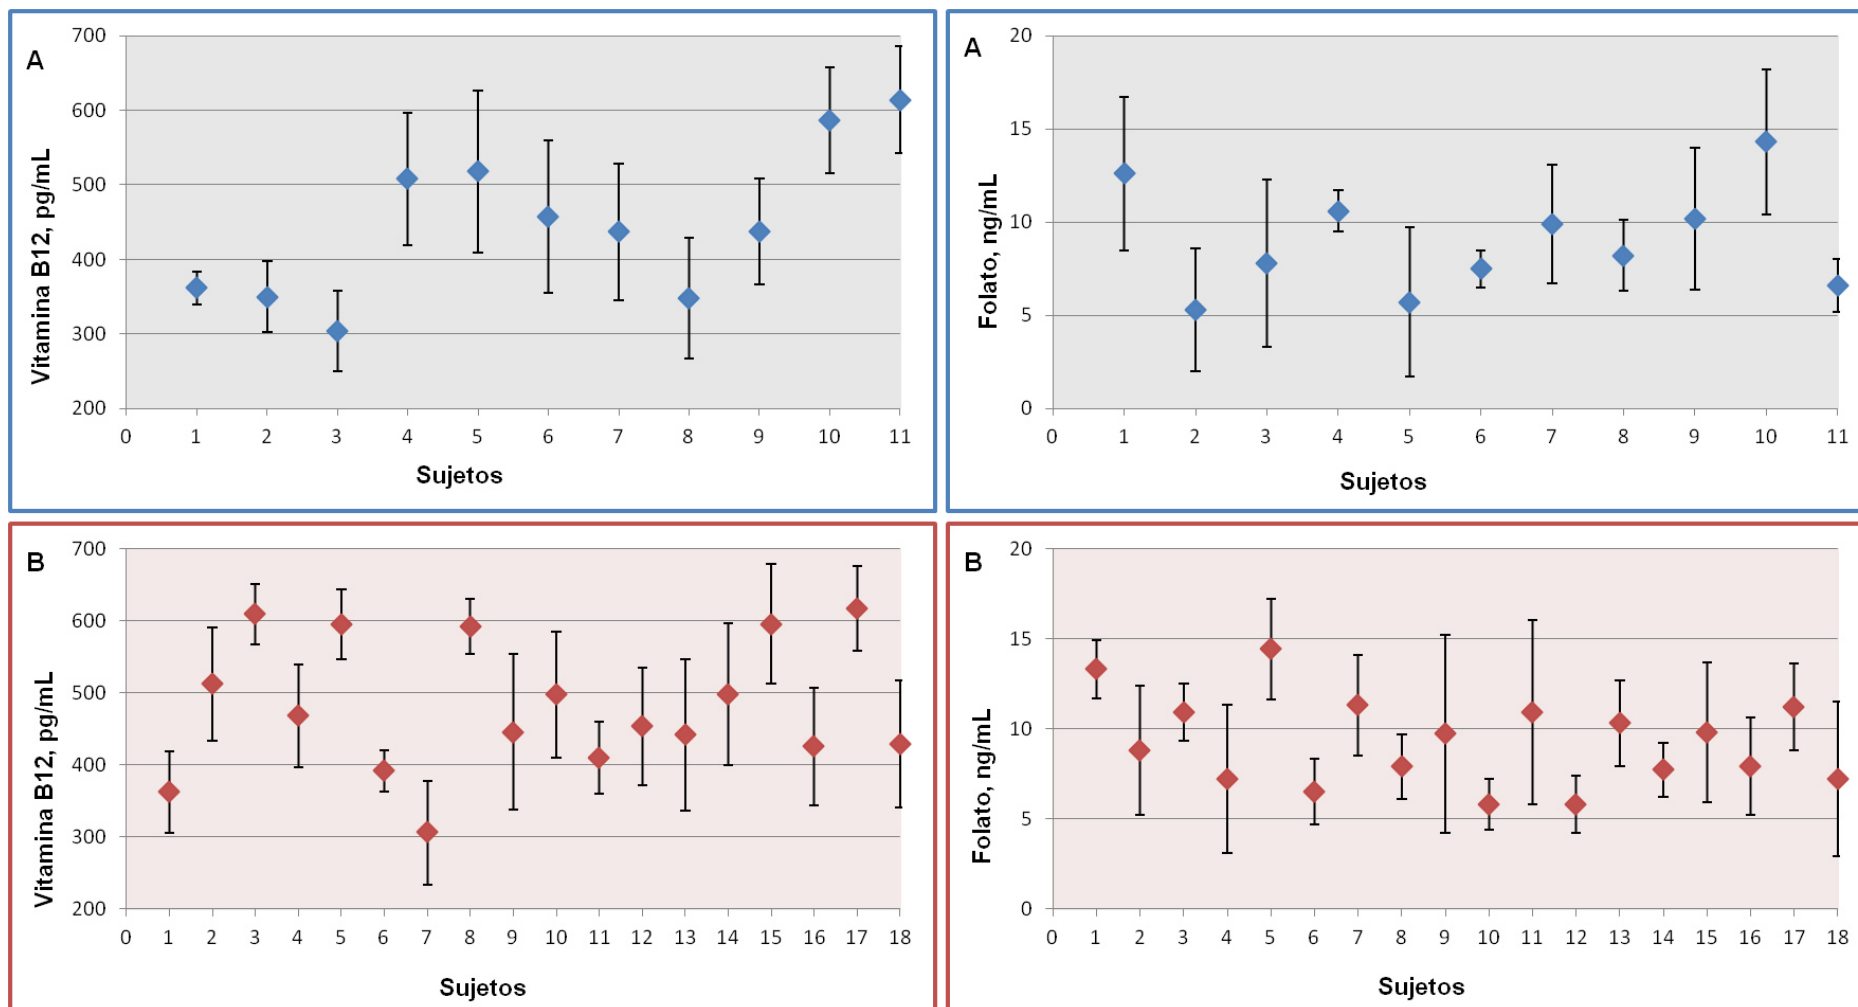 A
Vitamina B12, pg/mL
700
600
500
400
300
200
0 1 2 3 4 5 6 7 8 9 10 11
Sujetos
A
Folato, ng/mL
20
15
10
5
0
0 1 2 3 4 5 6 7 8 9 10 11
Sujetos
B
Vitamina B12, pg/mL
700
600
500
400
300
200
0 1 2 3 4 5 6 7 8 9 10 11 12 13 14 15 16 17 18
Sujetos
B
Folato, ng/mL
20
15
10
5
0
0 1 2 3 4 5 6 7 8 9 10 11 12 13 14 15 16 17 18
Sujetos